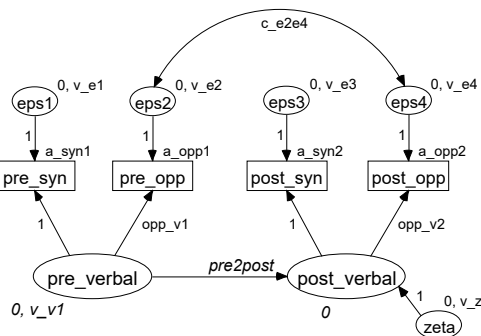 c_e2e4
0, v_e1
0, v_e2
0, v_e3
0, v_e4
eps1
eps2
eps3
eps4
1
1
1
1
a_syn1
a_opp1
a_syn2
a_opp2
pre_syn
pre_opp
post_syn
post_opp
1
opp_v1
1
opp_v2
pre2post
pre_verbal
post_verbal
0, v_v1
0
1
0, v_z
zeta